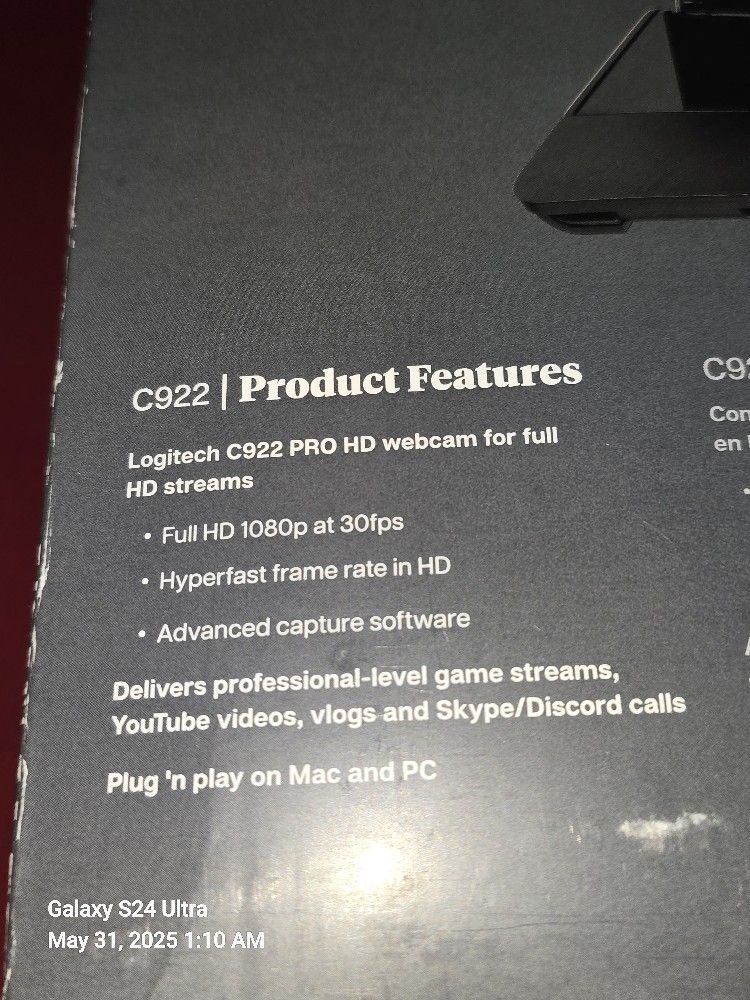 C922 | Product Features
Logitech C922 PRO HD webcam for full
HD streams
• Full HD 1080p at 30fps
• Hyperfast frame rate in HD
• Advanced capture software
Delivers professional-level game streams,
YouTube videos, vlogs and Skype/Discord calls
Plug 'n play on Mac and PC
en
Galaxy S24 Ultra
May 31, 2025 1:10 AM